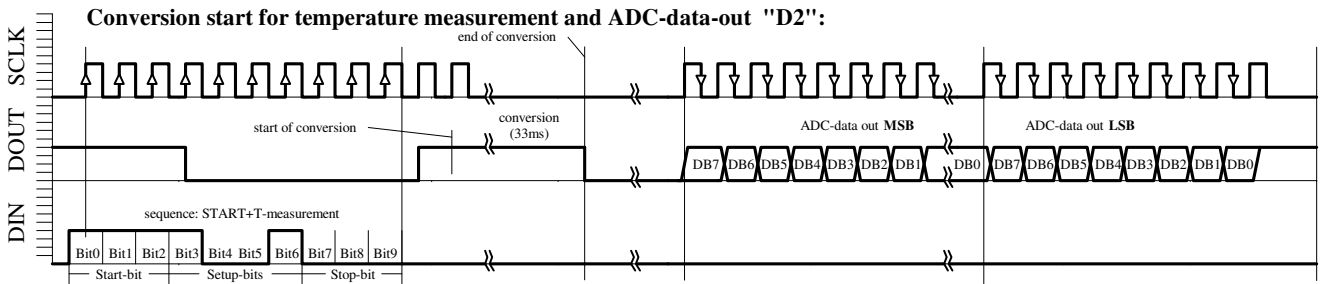 Conversion start for temperature measurement and ADC-data-out "D2":
end of conversion
SCLK
start of conversion
conversion
(33ms)
ADC-data out MSB
ADC-data out LSB
DOUT
DB7 DB6 DB5 DB4 DB3 DB2 DB1 DB0 DB7 DB6 DB5 DB4 DB3 DB2 DB1 DB0
sequence: START+T-measurement
DIN
Bit0 Bit1 Bit2 Bit3 Bit4 Bit5 Bit6 Bit7 Bit8 Bit9
Start-bit Setup-bits Stop-bit